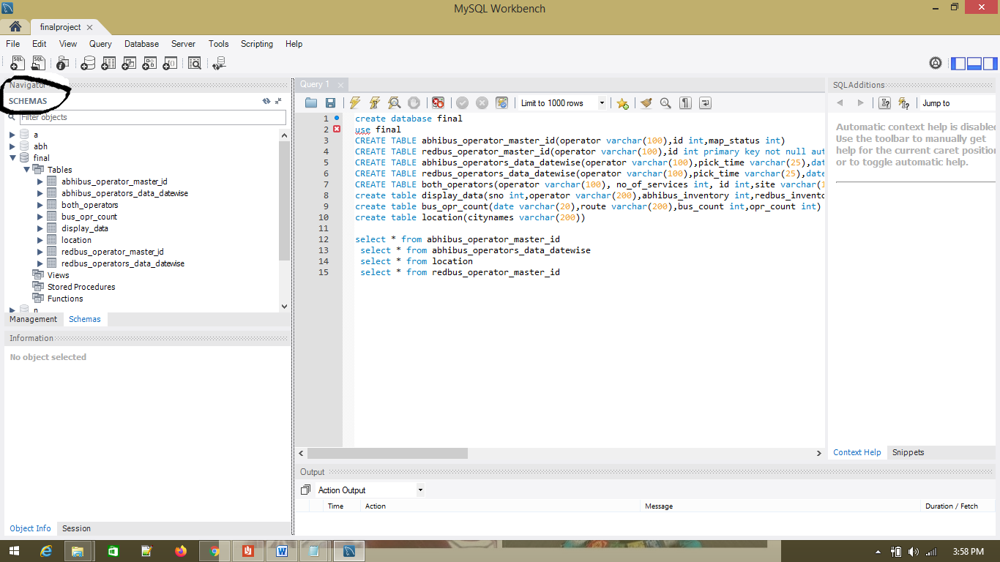 MySQL Workbench
finalproject
File Edit View Query Database Server Tools Scripting Help
Navigator
SCHEMAS
Filter objects
a
abh
final
Tables
abhibus_operator_master_id
abhibus_operators_data_datewise
both_operators
bus_opr_count
display_data
location
redbus_operator_master_id
redbus_operators_data_datewise
Views
Stored Procedures
Functions
n
Management Schemas
Information
No object selected
Object Info Session
Query 1
Limit to 1000 rows
1 create database final
2 use final
3 CREATE TABLE abhibus_operator_master_id(operator varchar(100),id int,map_status int)
4 CREATE TABLE redbus_operator_master_id(operator varchar(100),id int primary key not null aut
5 CREATE TABLE abhibus_operators_data_datewise(operator varchar(100),pick_time varchar(25),dat
6 CREATE TABLE redbus_operators_data_datewise(operator varchar(100),pick_time varchar(25),date
7 CREATE TABLE both_operators(operator varchar(100), no_of_services int, id int,site varchar(1
8 create table display_data(sno int,operator varchar(200),abhibus_inventory int,redbus_invento
9 create table bus_opr_count(date varchar(20),route varchar(200),bus_count int,opr_count int)
10 create table location(citynames varchar(200))
11
12 select * from abhibus_operator_master_id
13 select * from abhibus_operators_data_datewise
14 select * from location
15 select * from redbus_operator_master_id
Output
Action Output
Time Action Message Duration / Fetch
SQLAdditions
Jump to
Automatic context help is disabled
Use the toolbar to manually get
help for the current caret position
or to toggle automatic help.
Context Help Snippets
3:58 PM